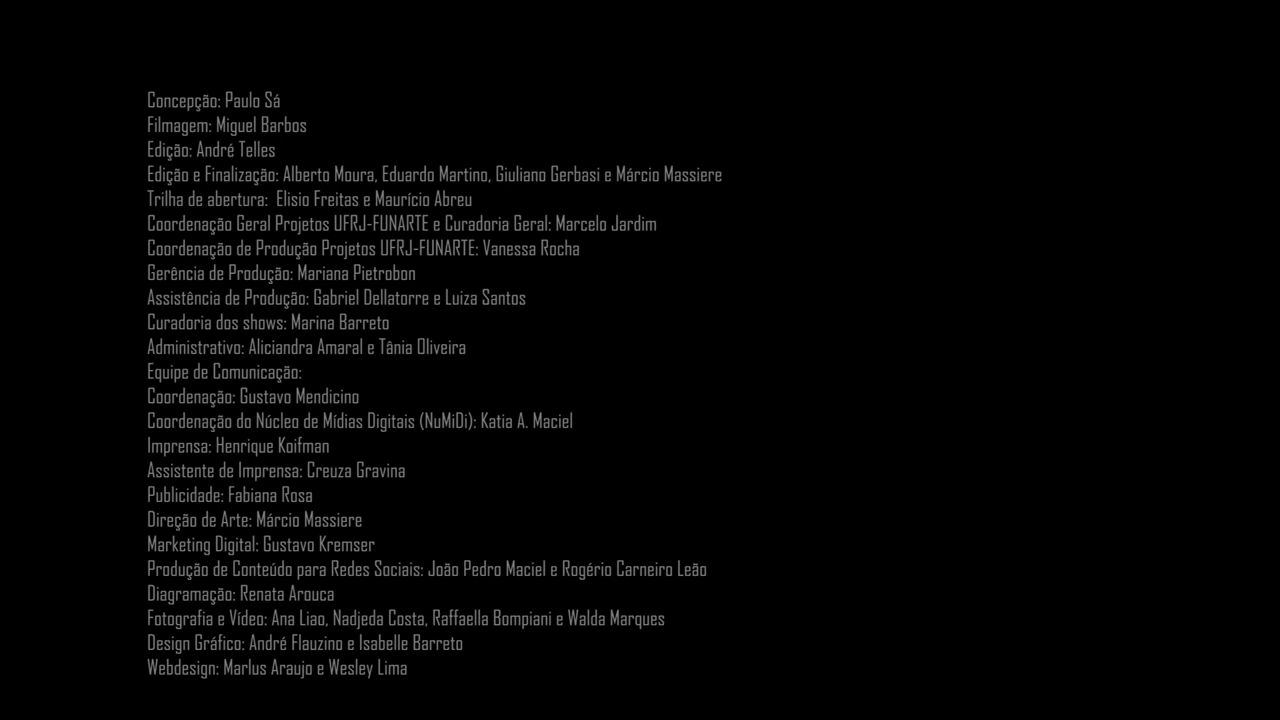 Concepção: Paulo Sá
Filmagem: Miguel Barbos
Edição: André Telles
Edição e Finalização: Alberto Moura, Eduardo Martino, Giuliano Gerbasi e Márcio Massiere
Trilha de abertura:  Elisio Freitas e Maurício Abreu
Coordenação Geral Projetos UFRJ-FUNARTE e Curadoria Geral: Marcelo Jardim
Coordenação de Produção Projetos UFRJ-FUNARTE: Vanessa Rocha
Gerência de Produção: Mariana Pietrobon
Assistência de Produção: Gabriel Dellatorre e Luiza Santos
Curadoria dos shows: Marina Barreto
Administrativo: Aliciandra Amaral e Tânia Oliveira
Equipe de Comunicação:
Coordenação: Gustavo Mendicino
Coordenação do Núcleo de Mídias Digitais (NuMiDi): Katia A. Maciel
Imprensa: Henrique Koifman
Assistente de Imprensa: Creuza Gravina
Publicidade: Fabiana Rosa
Direção de Arte: Márcio Massiere
Marketing Digital: Gustavo Kremser
Produção de Conteúdo para Redes Sociais: João Pedro Maciel e Rogério Carneiro Leão
Diagramação: Renata Arouca
Fotografia e Vídeo: Ana Liao, Nadjeda Costa, Raffaella Bompiani e Walda Marques
Design Gráfico: André Flauzino e Isabelle Barreto
Webdesign: Marlus Araujo e Wesley Lima